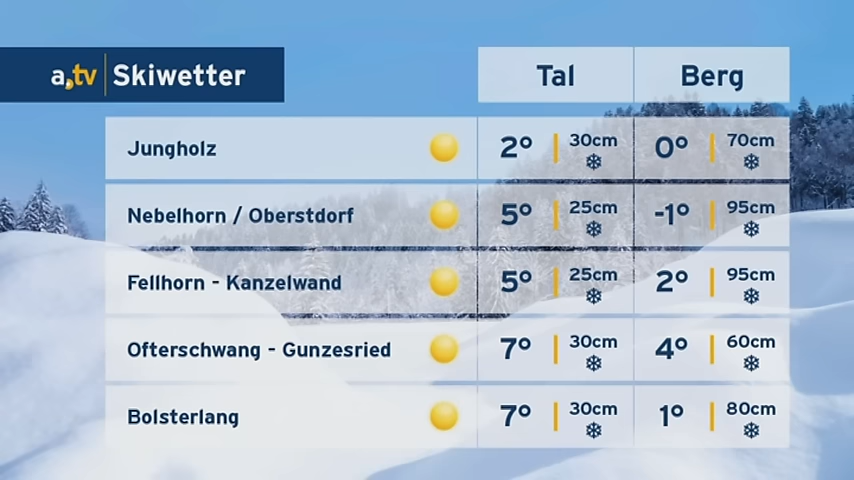 a.tv Skiwetter Tal Berg
Jungholz 2° 30cm 0° 70cm
Nebelhorn / Oberstdorf 5° 25cm -1° 95cm
Fellhorn - Kanzelwand 5° 25cm 2° 95cm
Ofterschwang - Gunzesried 7° 30cm 4° 60cm
Bolsterlang 7° 30cm 1° 80cm